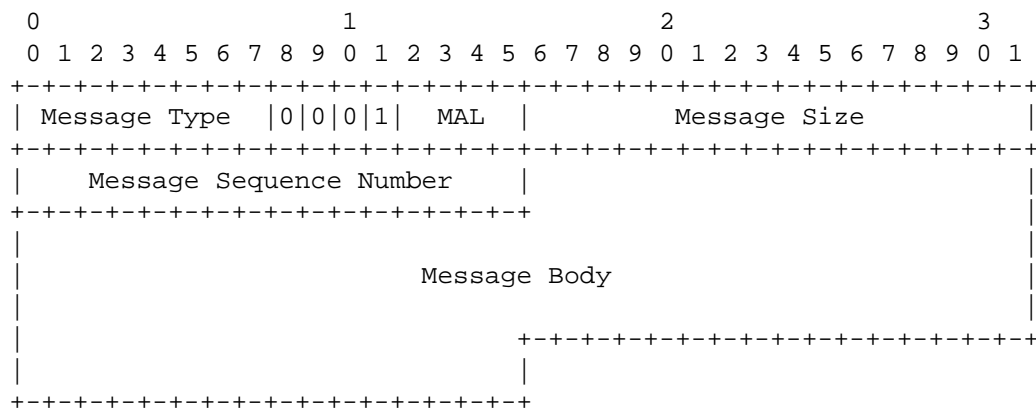 0                   1                   2                   3
 0 1 2 3 4 5 6 7 8 9 0 1 2 3 4 5 6 7 8 9 0 1 2 3 4 5 6 7 8 9 0 1
+-+-+-+-+-+-+-+-+-+-+-+-+-+-+-+-+-+-+-+-+-+-+-+-+-+-+-+-+-+-+-+-+
| Message Type  |0|0|0|1|  MAL  |         Message Size          |
+-+-+-+-+-+-+-+-+-+-+-+-+-+-+-+-+-+-+-+-+-+-+-+-+-+-+-+-+-+-+-+-+
|    Message Sequence Number    |                               |
+-+-+-+-+-+-+-+-+-+-+-+-+-+-+-+-+                               |
|                                                               |
|                         Message Body                          |
|                                                               |
|                               +-+-+-+-+-+-+-+-+-+-+-+-+-+-+-+-+
|                               |
+-+-+-+-+-+-+-+-+-+-+-+-+-+-+-+-+